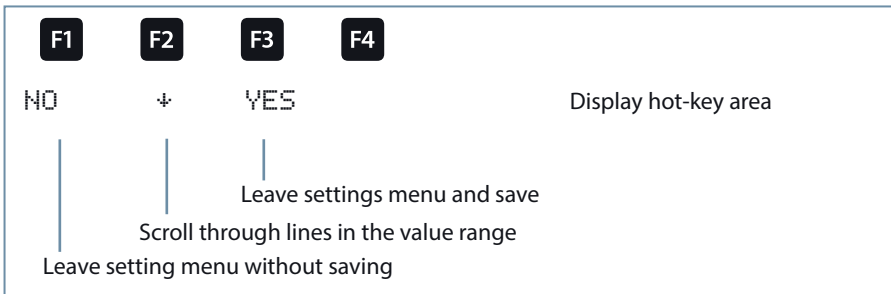 F1 F2 F3 F4
NO ↓ YES Display hot-key area
Leave settings menu and save
Scroll through lines in the value range
Leave setting menu without saving